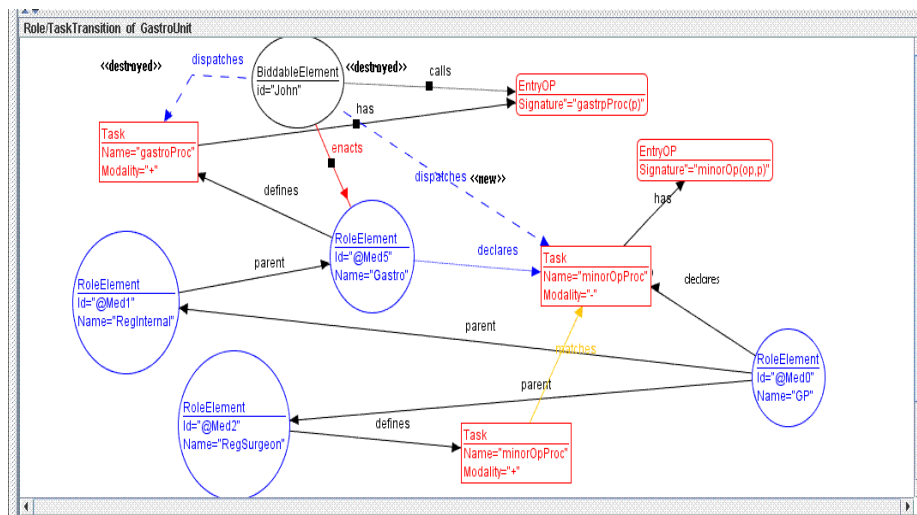 Role/TaskTransition of GastroUnit
<<destroyed>>
dispatches
BiddableElement
id="John"
<<destroyed>>
calls
EntryOP
Signature"="gastrpProc(p)"
has
Task
Name="gastroProc"
Modality="+"
enacts
EntryOP
Signature"="minorOp(op,p)"
dispatches
<<new>>
defines
has
RoleElement
Id="@Med5"
Name="Gastro"
declares
Task
Name="minorOpProc"
Modality="-"
declares
parent
RoleElement
Id="@Med1"
Name="RegInternal"
parent
matches
RoleElement
Id="@Med0"
Name="GP"
parent
RoleElement
Id="@Med2"
Name="RegSurgeon"
defines
Task
Name="minorOpProc"
Modality="+"